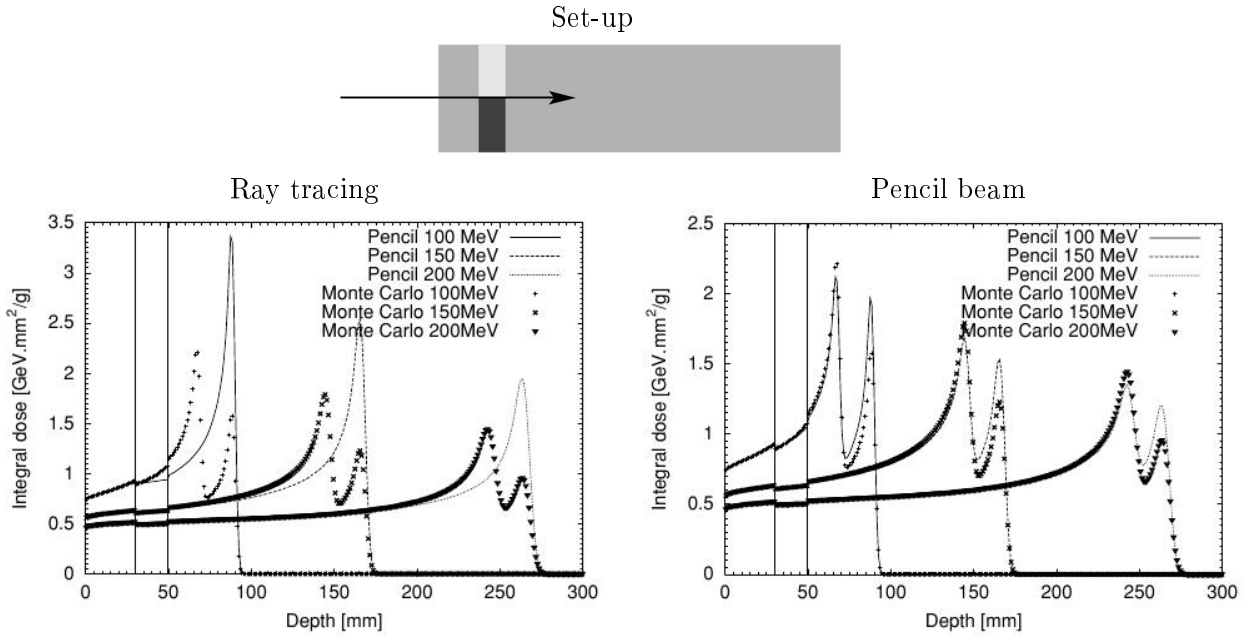 Set-up
Ray tracing
Integral dose [GeV.mm²/g]
3.5
3
2.5
2
1.5
1
0.5
0
Pencil 100 MeV
Pencil 150 MeV
Pencil 200 MeV
Monte Carlo 100MeV
Monte Carlo 150MeV
Monte Carlo 200MeV
0 50 100 150 200 250 300
Depth [mm]
Pencil beam
Integral dose [GeV.mm²/g]
2.5
2
1.5
1
0.5
0
Pencil 100 MeV
Pencil 150 MeV
Pencil 200 MeV
Monte Carlo 100MeV
Monte Carlo 150MeV
Monte Carlo 200MeV
0 50 100 150 200 250 300
Depth [mm]